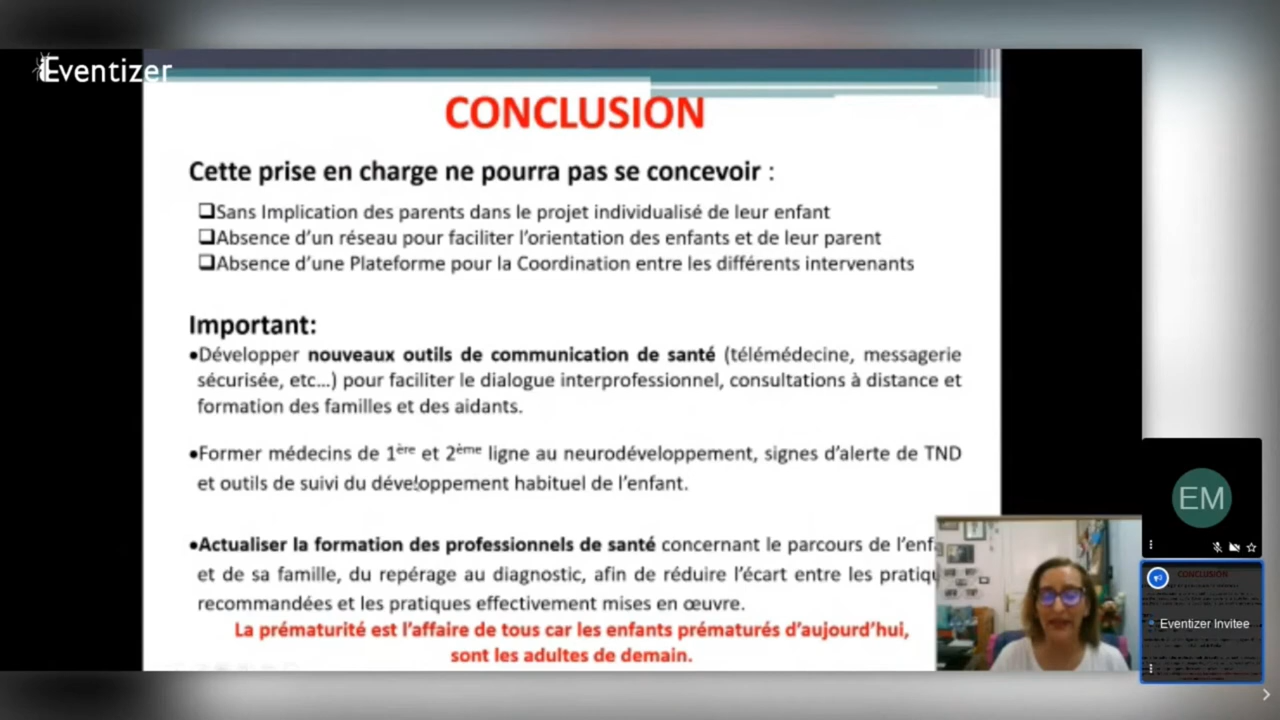 Eventizer
CONCLUSION
Cette prise en charge ne pourra pas se concevoir :
❑Sans Implication des parents dans le projet individualisé de leur enfant
❑Absence d'un réseau pour faciliter l'orientation des enfants et de leur parent
❑Absence d'une Plateforme pour la Coordination entre les différents intervenants
Important:
•Développer nouveaux outils de communication de santé (télémédecine, messagerie
sécurisée, etc...) pour faciliter le dialogue interprofessionnel, consultations à distance et
formation des familles et des aidants.
•Former médecins de 1ère et 2ème ligne au neurodéveloppement, signes d'alerte de TND
et outils de suivi du développement habituel de l'enfant.
•Actualiser la formation des professionnels de santé concernant le parcours de l'enf
et de sa famille, du repérage au diagnostic, afin de réduire l'écart entre les pratiqu
recommandées et les pratiques effectivement mises en œuvre.
La prématurité est l'affaire de tous car les enfants prématurés d'aujourd'hui,
sont les adultes de demain.
EM
CONCLUSION
Eventizer Invitee